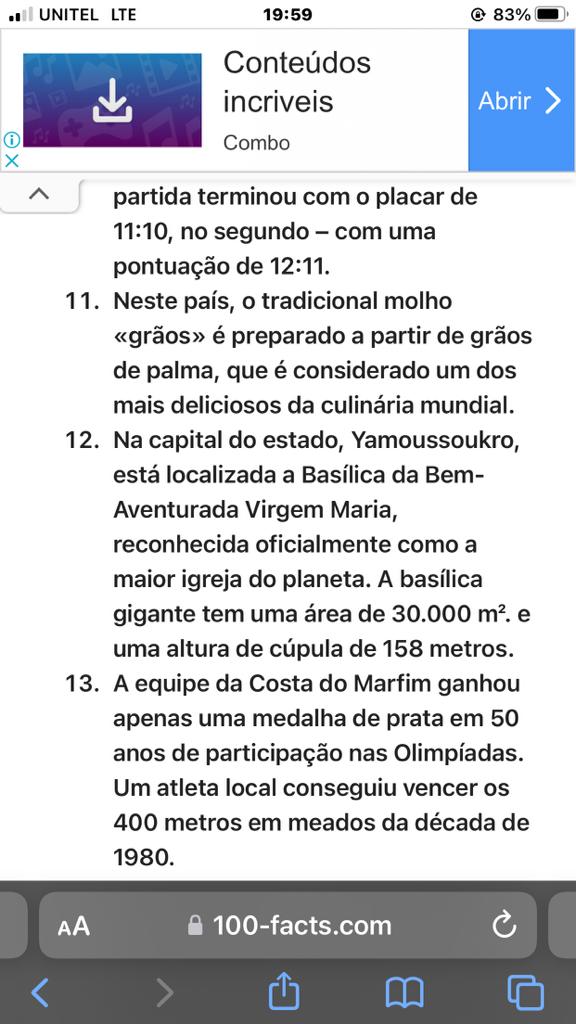 UNITEL LTE 19:59 83%
Conteúdos
incriveis
Combo
Abrir
partida terminou com o placar de
11:10, no segundo – com uma
pontuação de 12:11.
11. Neste país, o tradicional molho
«grãos» é preparado a partir de grãos
de palma, que é considerado um dos
mais deliciosos da culinária mundial.
12. Na capital do estado, Yamoussoukro,
está localizada a Basílica da Bem-
Aventurada Virgem Maria,
reconhecida oficialmente como a
maior igreja do planeta. A basílica
gigante tem uma área de 30.000 m². e
uma altura de cúpula de 158 metros.
13. A equipe da Costa do Marfim ganhou
apenas uma medalha de prata em 50
anos de participação nas Olimpíadas.
Um atleta local conseguiu vencer os
400 metros em meados da década de
1980.
AA 100-facts.com